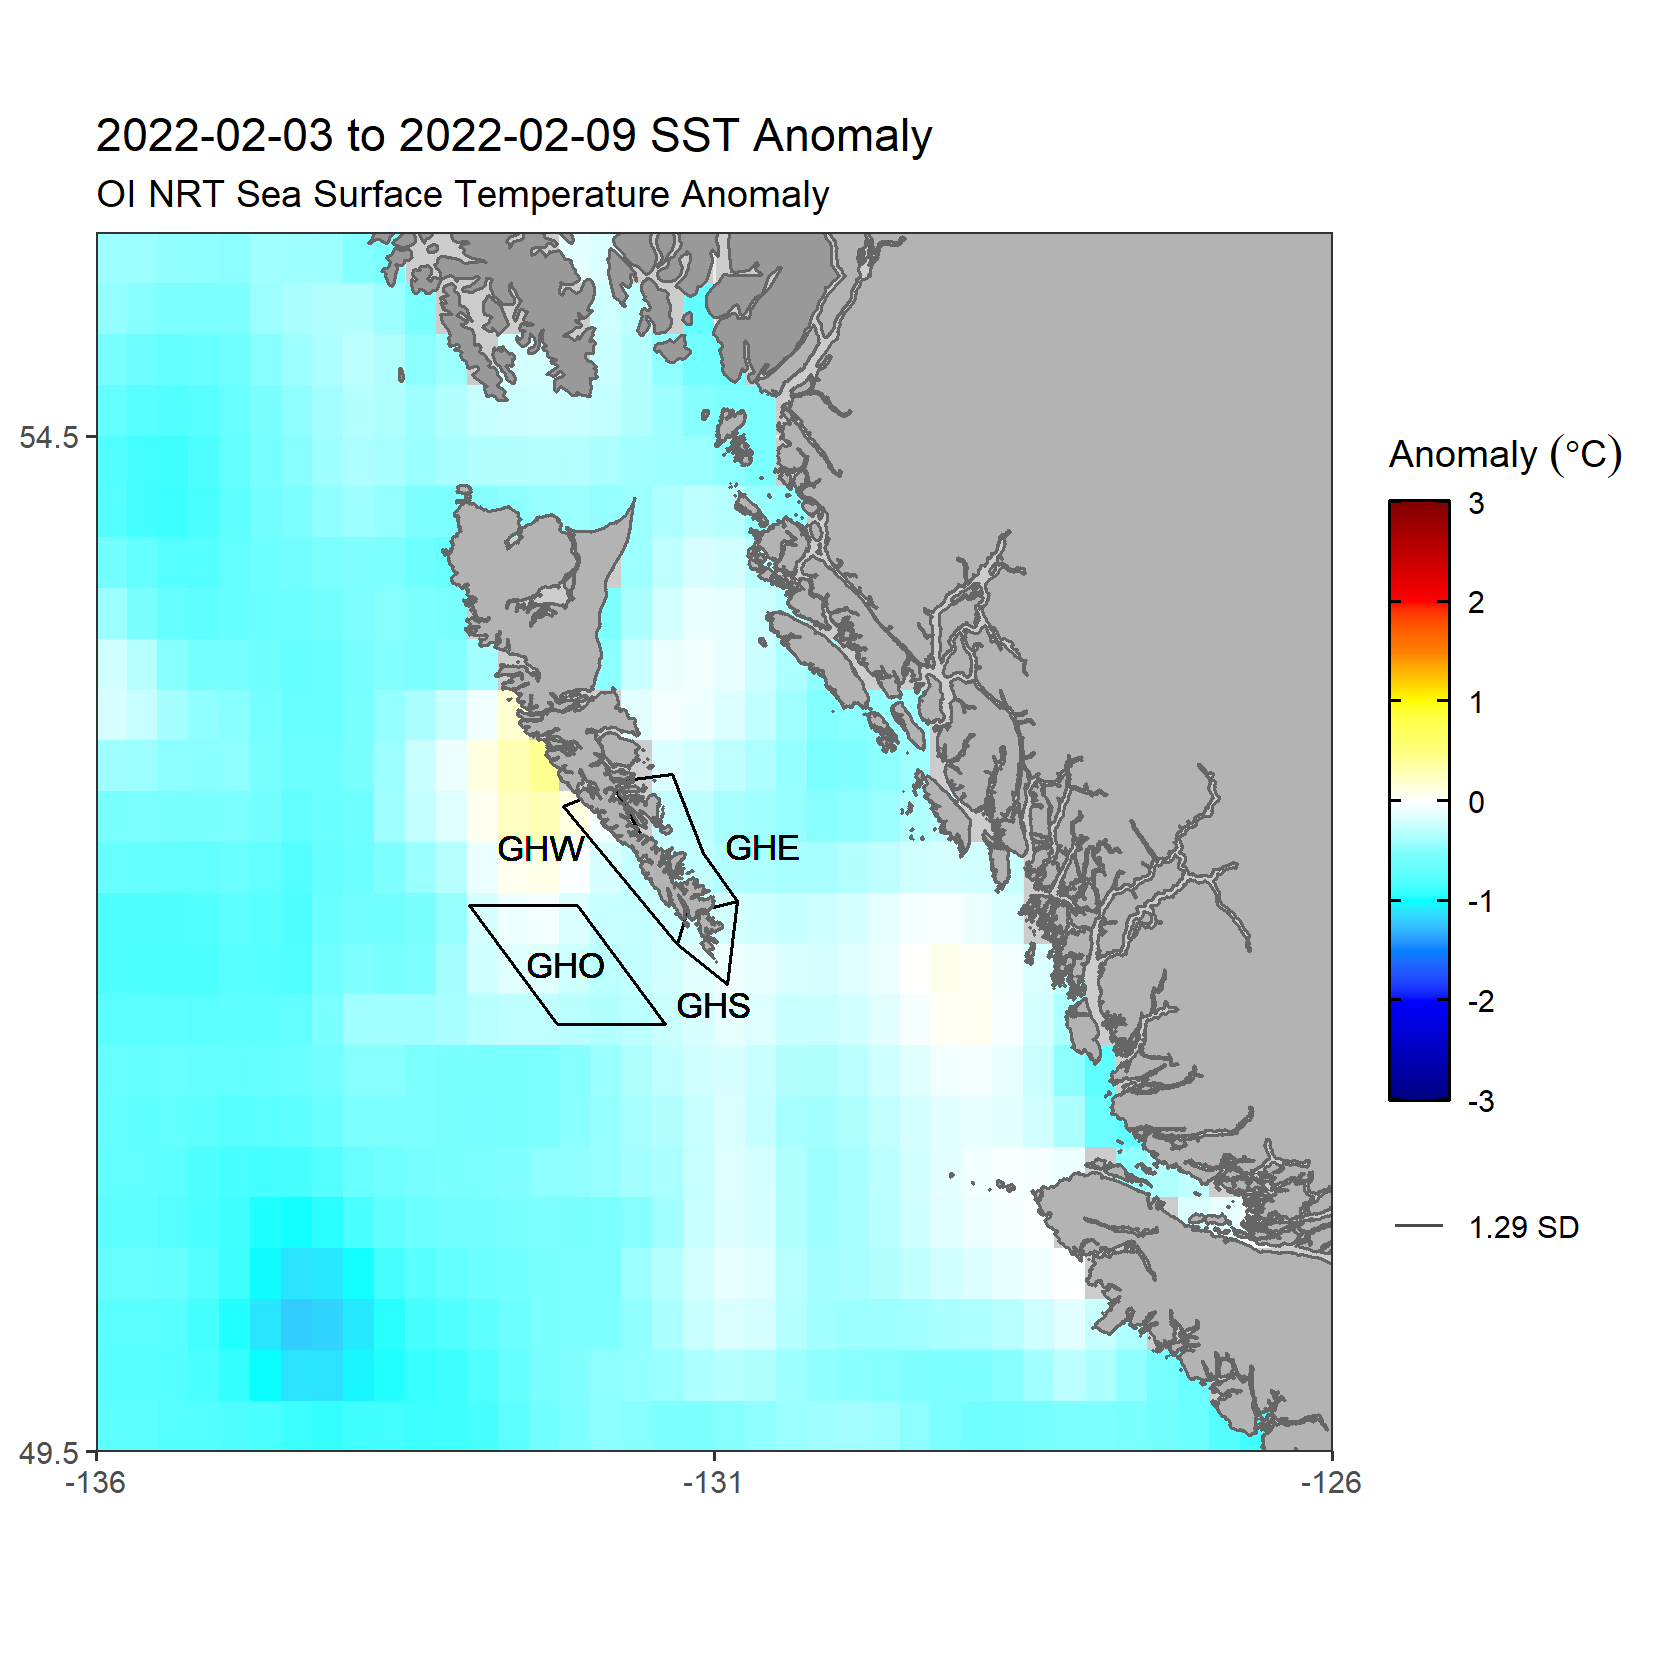 2022-02-03 to 2022-02-09 SST Anomaly
OI NRT Sea Surface Temperature Anomaly
54.5
49.5
-136
-131
-126
GHW
GHE
GHO
GHS
Anomaly (°C)
3
2
1
0
-1
-2
-3
1.29 SD